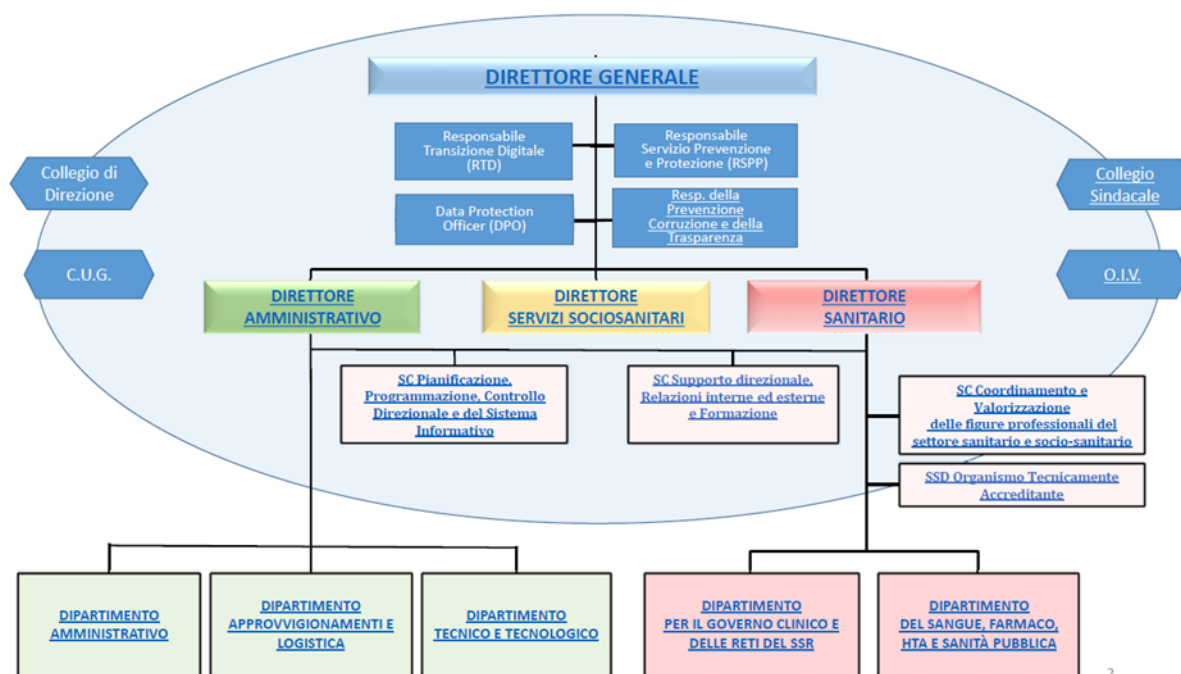 DIRETTORE GENERALE
Responsabile
Transizione Digitale
(RTD)
Responsabile
Servizio Prevenzione
e Protezione (RSPP)
Collegio di
Direzione
Collegio
Sindacale
Data Protection
Officer (DPO)
Resp. della
Prevenzione
Corruzione e della
Trasparenza
C.U.G.
O.I.V.
DIRETTORE
AMMINISTRATIVO
DIRETTORE
SERVIZI SOCIOSANITARI
DIRETTORE
SANITARIO
SC Pianificazione,
Programmazione, Controllo
Direzionale e del Sistema
Informativo
SC Supporto direzionale,
Relazioni interne ed esterne
e Formazione
SC Coordinamento e
Valorizzazione
delle figure professionali del
settore sanitario e socio-sanitario
SSD Organismo Tecnicamente
Accreditante
DIPARTIMENTO
AMMINISTRATIVO
DIPARTIMENTO
APPROVVIGIONAMENTI E
LOGISTICA
DIPARTIMENTO
TECNICO E TECNOLOGICO
DIPARTIMENTO
PER IL GOVERNO CLINICO E
DELLE RETI DEL SSR
DIPARTIMENTO
DEL SANGUE, FARMACO,
HTA E SANITÀ PUBBLICA
2